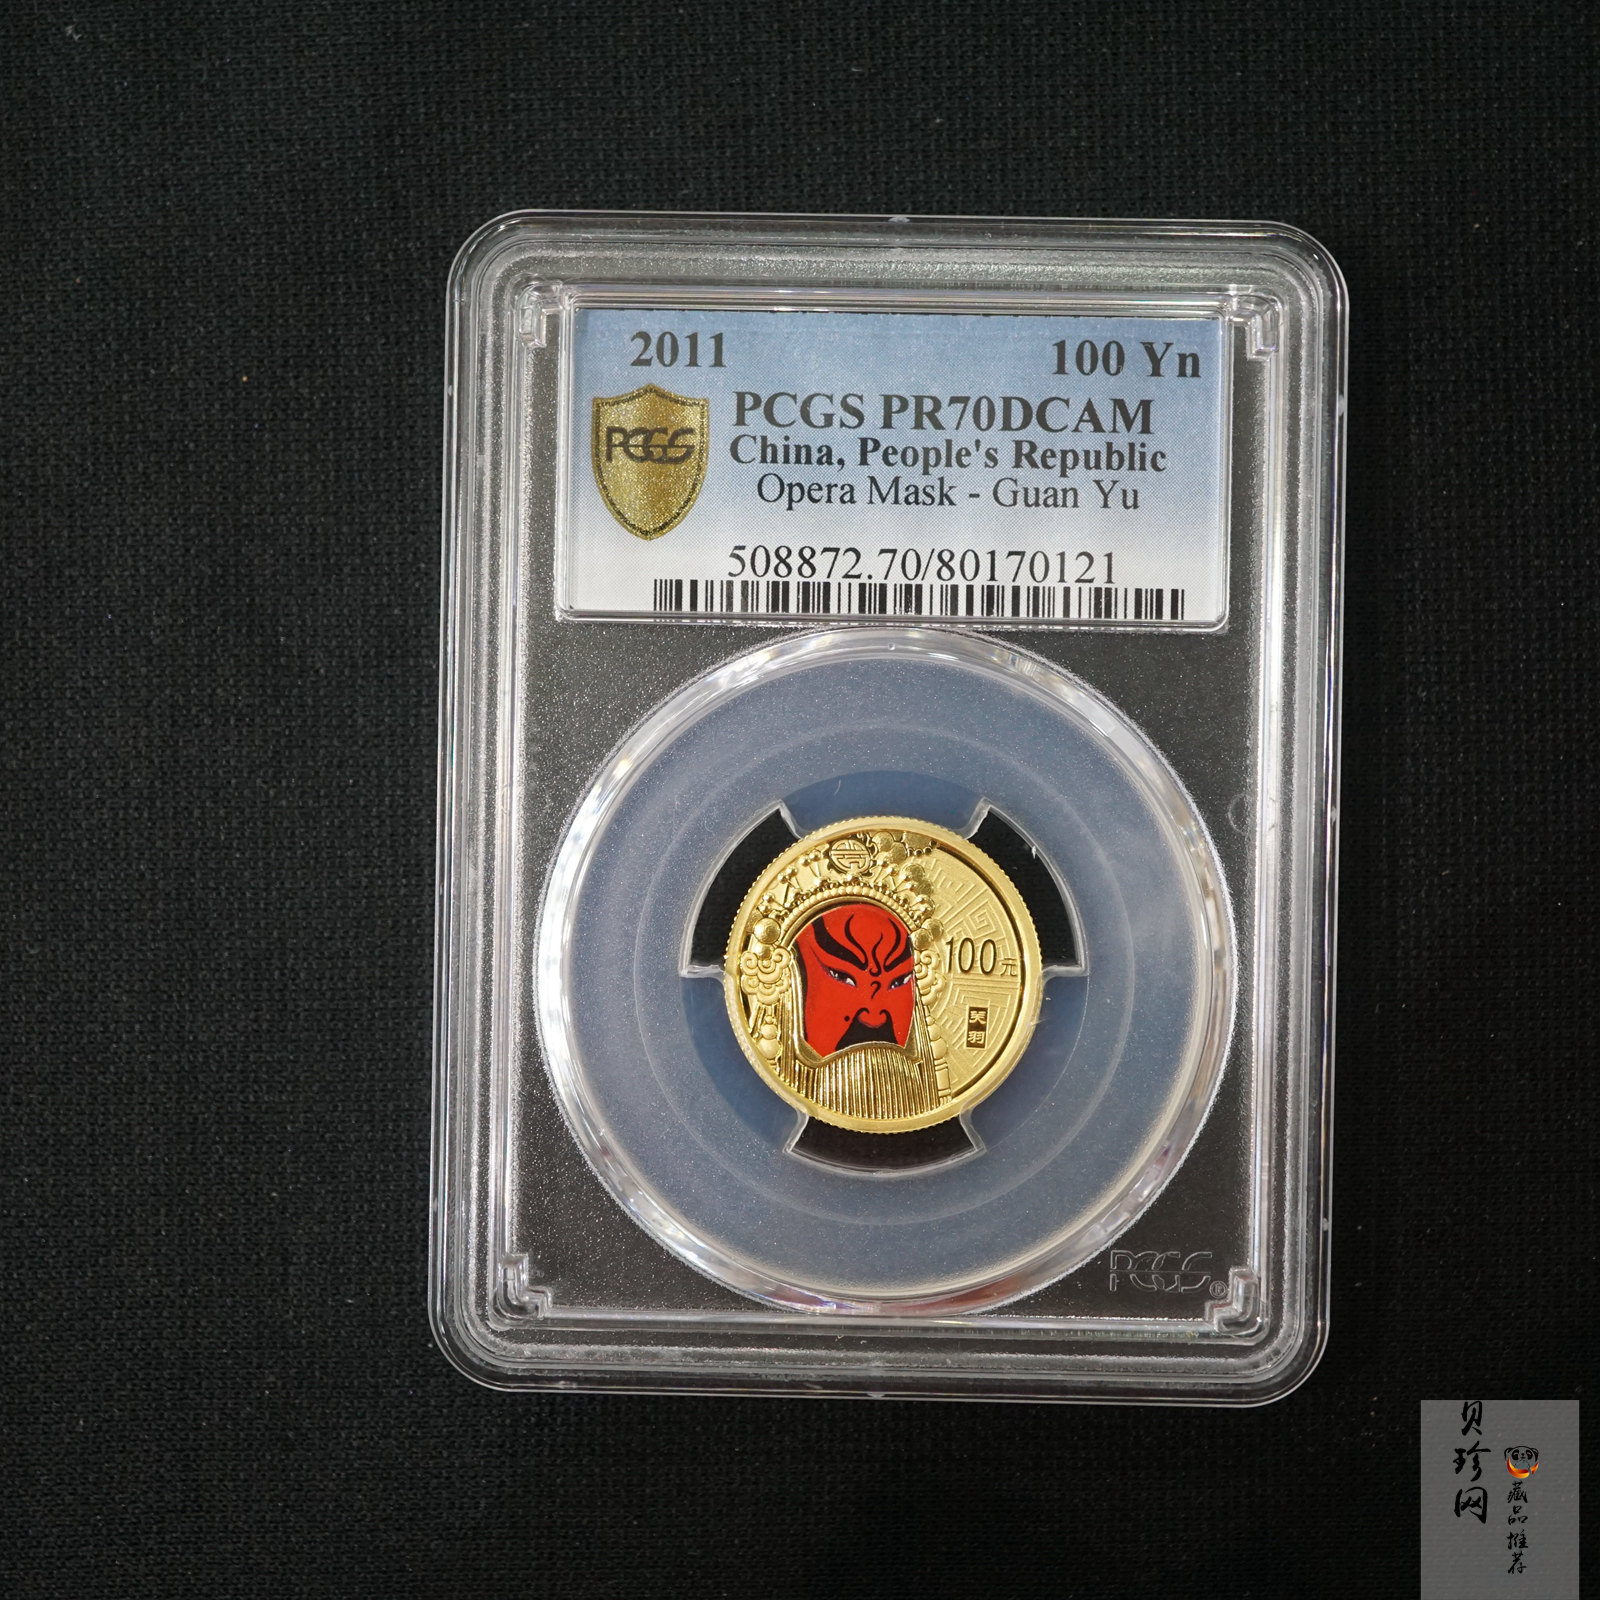 2011 100 Yn
PCGS PR70DCAM
PCGS
China, People's Republic
Opera Mask - Guan Yu
508872.70/80170121
100元
关羽
PCGS®
贝珍网
藏品推荐